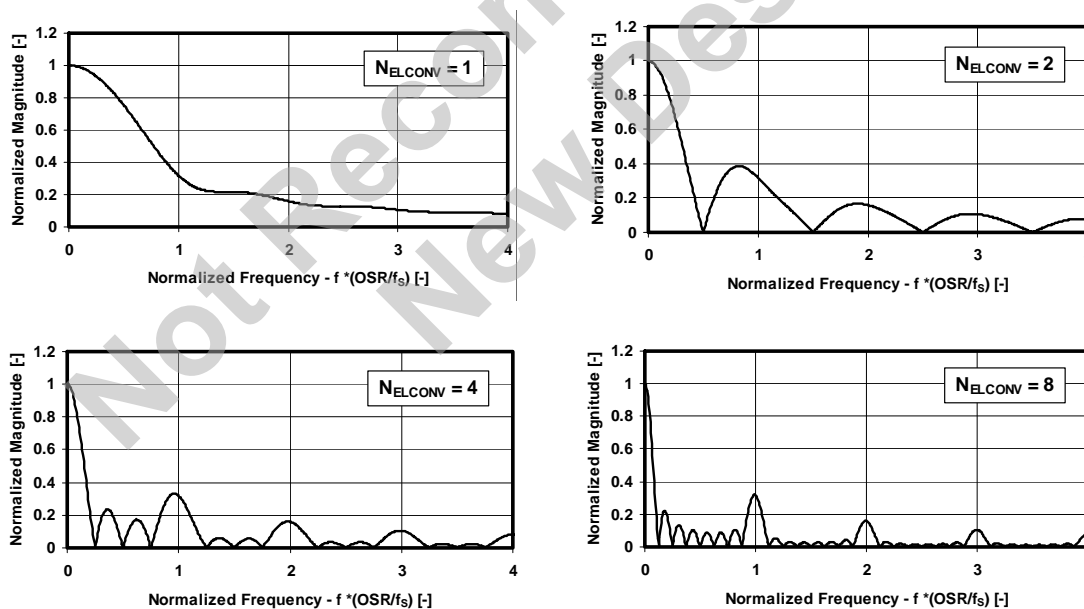 Not Recom
New Des
Normalized Magnitude [-]
1.2
1
0.8
0.6
0.4
0.2
0
N_ELCONV = 1
0 1 2 3 4
Normalized Frequency - f *(OSR/f_S) [-]
Normalized Magnitude [-]
1.2
1
0.8
0.6
0.4
0.2
0
N_ELCONV = 2
0 1 2 3
Normalized Frequency - f *(OSR/f_S) [-]
Normalized Magnitude [-]
1.2
1
0.8
0.6
0.4
0.2
0
N_ELCONV = 4
0 1 2 3 4
Normalized Frequency - f *(OSR/f_S) [-]
Normalized Magnitude [-]
1.2
1
0.8
0.6
0.4
0.2
0
N_ELCONV = 8
0 1 2 3
Normalized Frequency - f *(OSR/f_S) [-]